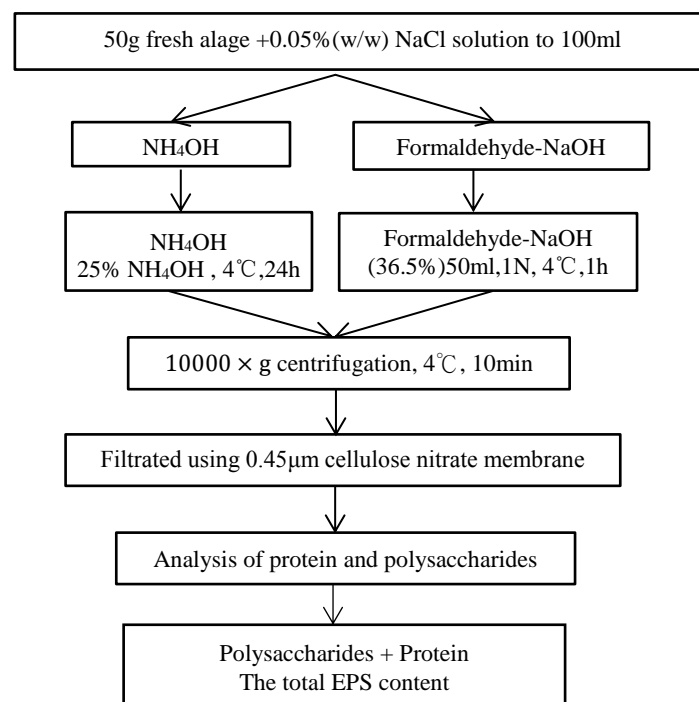 50g fresh alage +0.05%(w/w) NaCl solution to 100ml
NH₄OH
Formaldehyde-NaOH
NH₄OH
25% NH₄OH , 4℃,24h
Formaldehyde-NaOH
(36.5%)50ml,1N, 4℃,1h
10000 × g centrifugation, 4℃, 10min
Filtrated using 0.45μm cellulose nitrate membrane
Analysis of protein and polysaccharides
Polysaccharides + Protein
The total EPS content